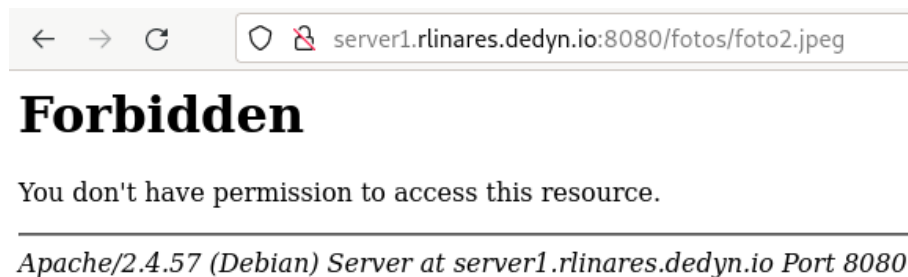 server1.rlinares.dedyn.io:8080/fotos/foto2.jpeg
Forbidden
You don't have permission to access this resource.
Apache/2.4.57 (Debian) Server at server1.rlinares.dedyn.io Port 8080